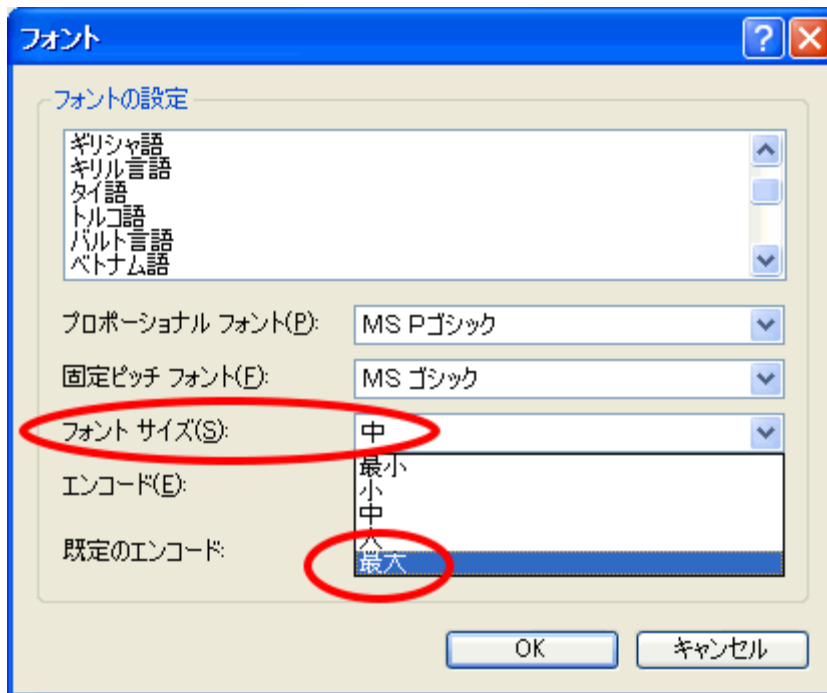 フォント
フォントの設定
ギリシャ語
キリル言語
タイ語
トルコ語
バルト言語
ベトナム語
プロポーショナル フォント(P): MS Pゴシック
固定ピッチ フォント(F): MS ゴシック
フォント サイズ(S): 中
最小
小
中
大
最大
エンコード(E):
既定のエンコード:
OK キャンセル